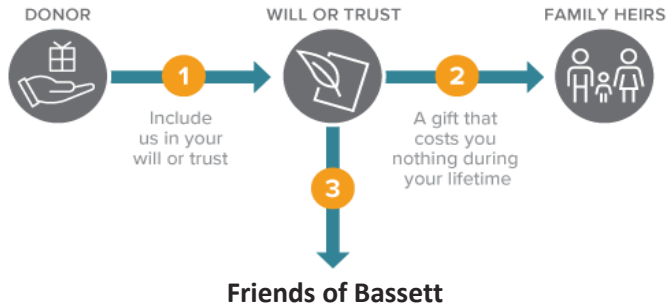 DONOR
WILL OR TRUST
FAMILY HEIRS
1
2
Include
us in your
will or trust
A gift that
costs you
nothing during
your lifetime
3
Friends of Bassett